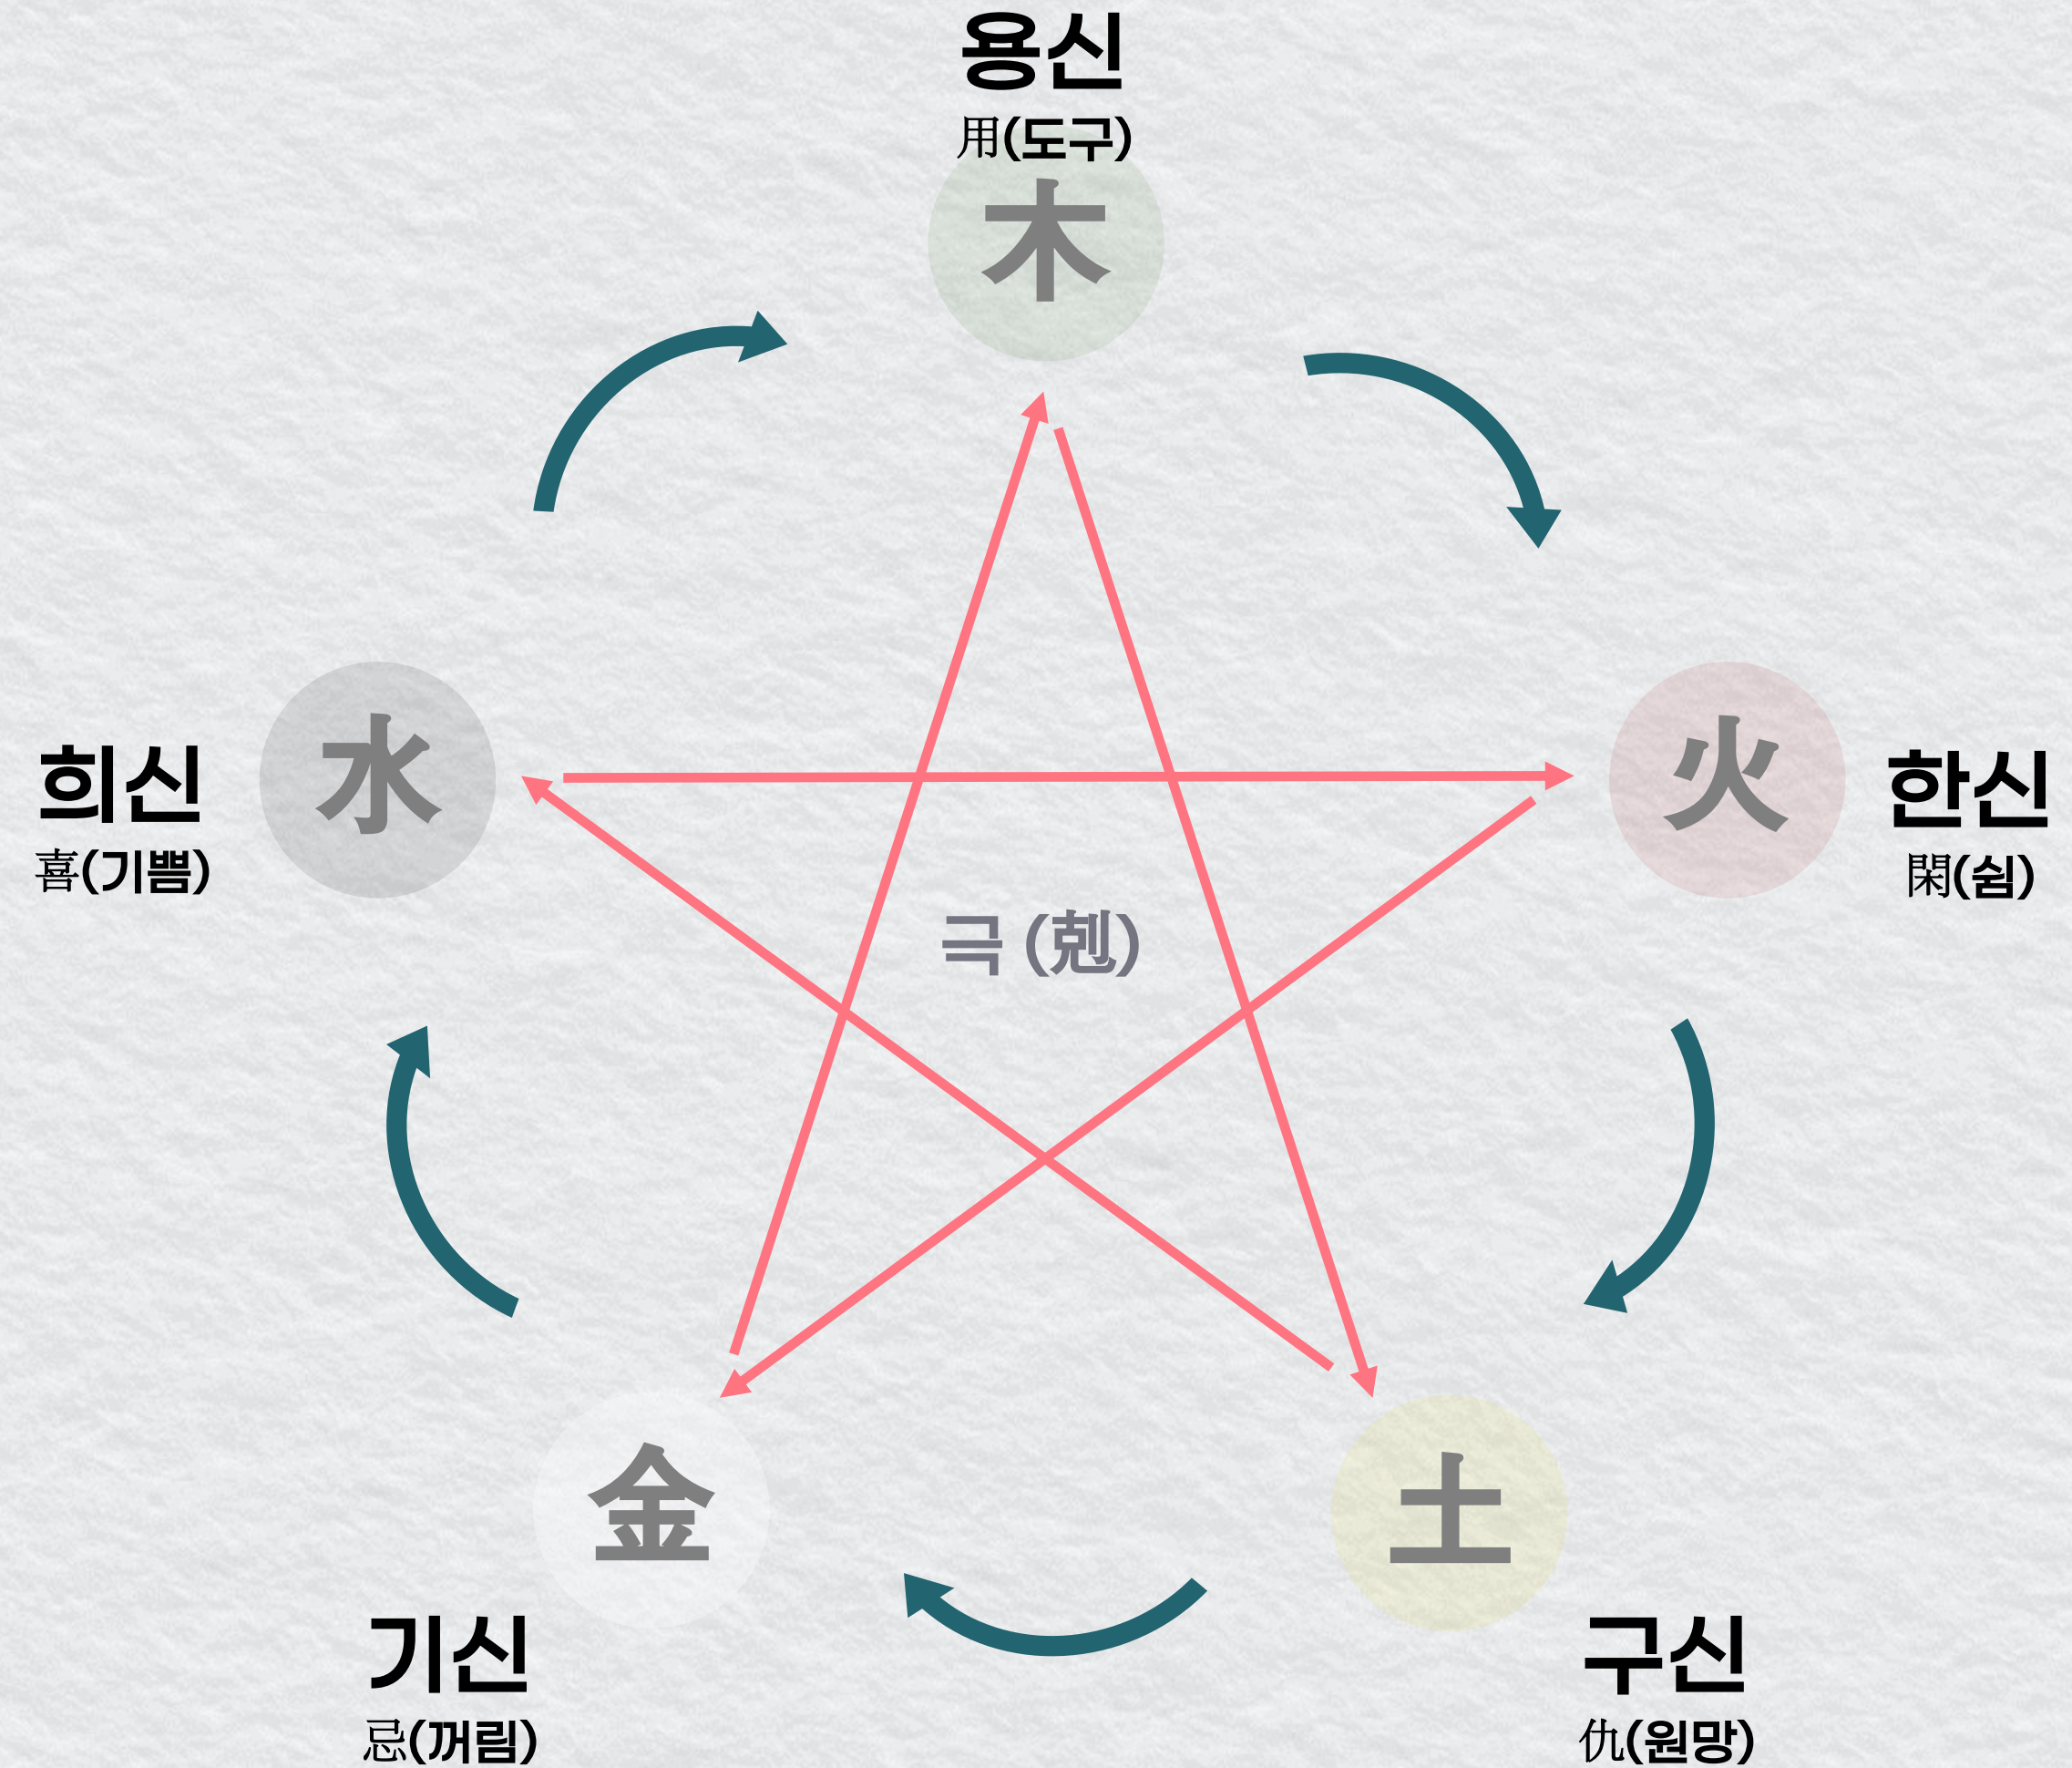 용신
用(도구)
木
水
희신
喜(기쁨)
火
한신
閑(쉼)
극 (剋)
金
기신
忌(꺼림)
土
구신
仇(원망)